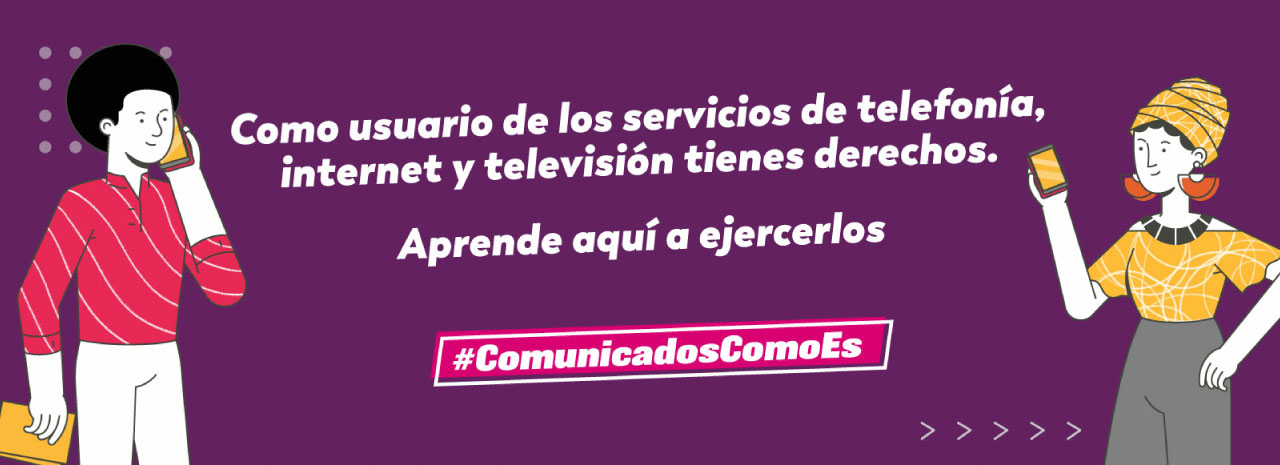 Como usuario de los servicios de telefonía,
internet y televisión tienes derechos.
Aprende aquí a ejercerlos
#ComunicadosComoEs